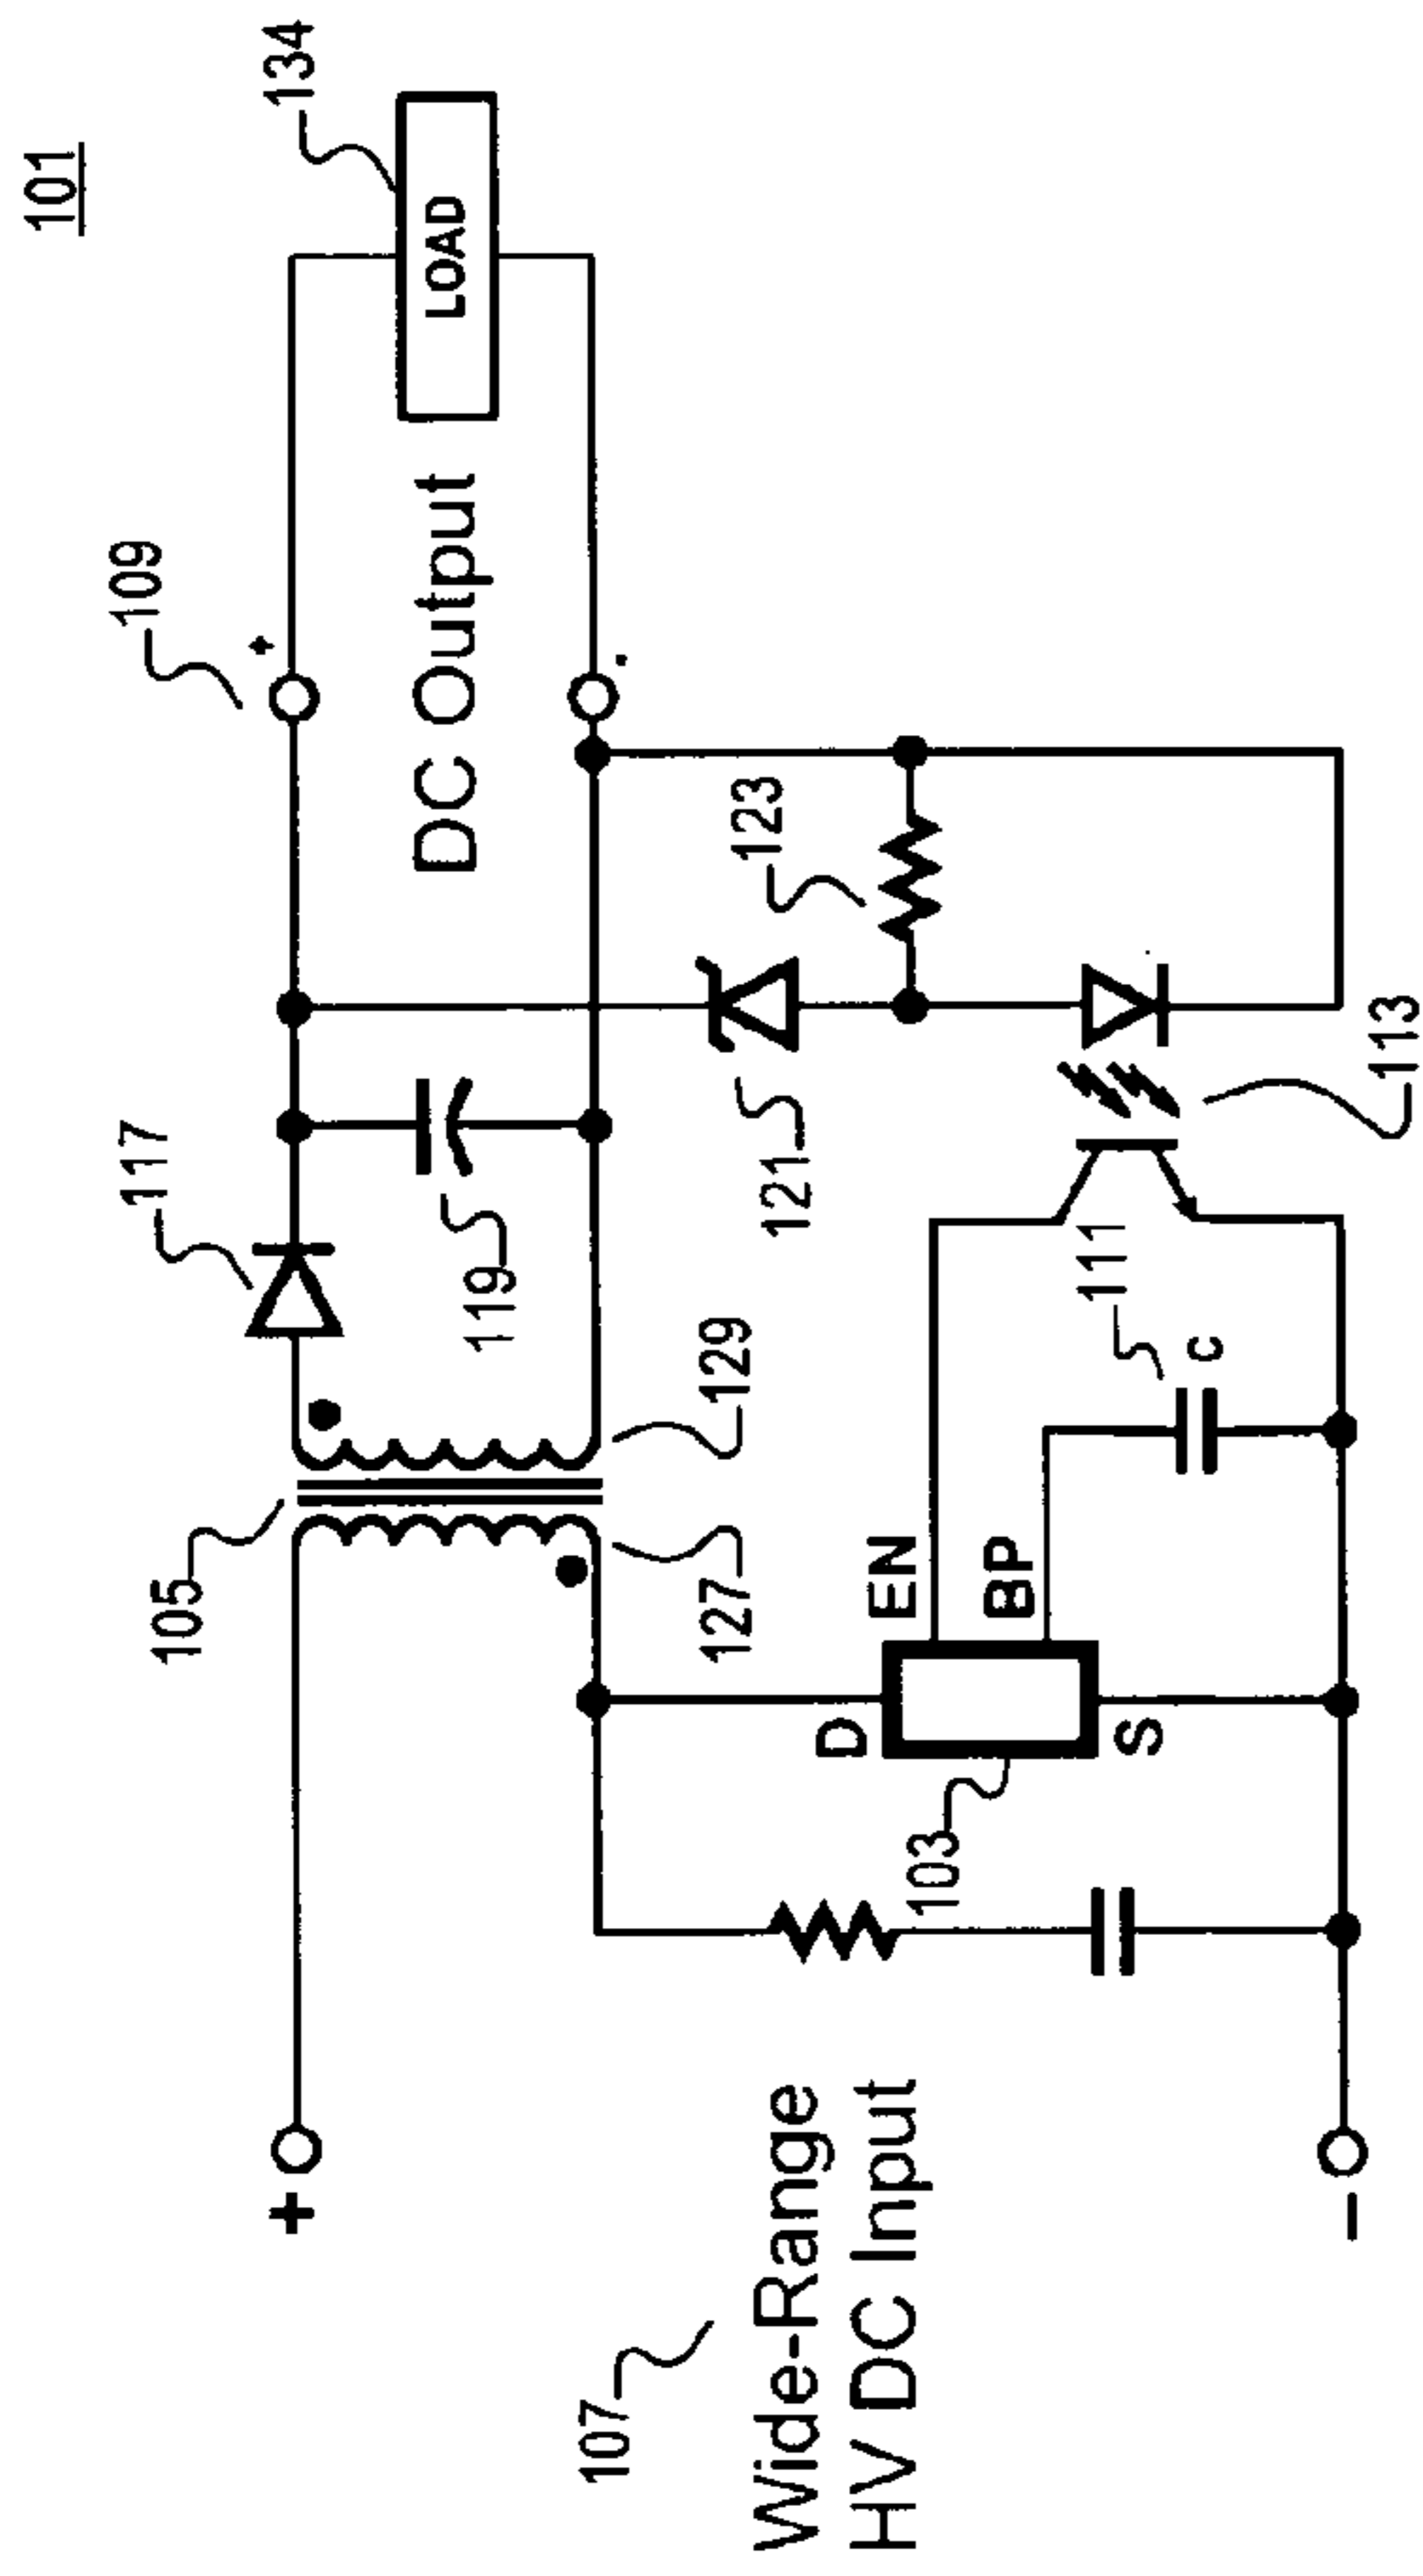 101
134
LOAD
109
+
-
DC Output
117
119
105
129
127
121
123
113
111
C
EN
BP
D
S
103
+
-
107
Wide-Range
HV DC Input